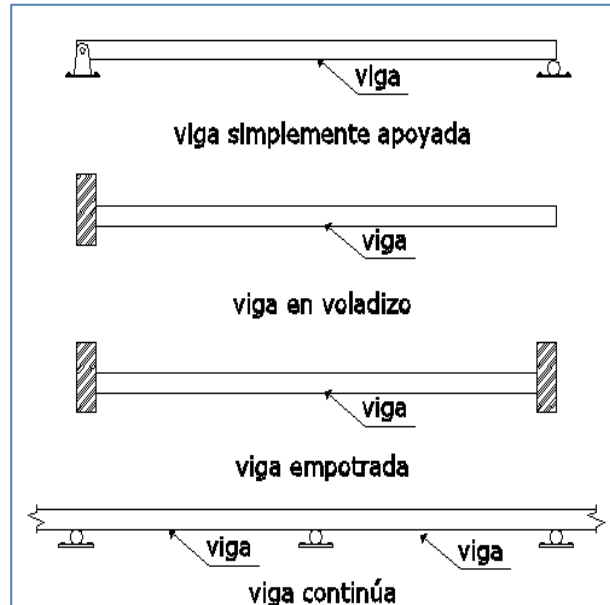 viga
viga simplemente apoyada
viga
viga en voladizo
viga
viga empotrada
viga viga
viga continúa